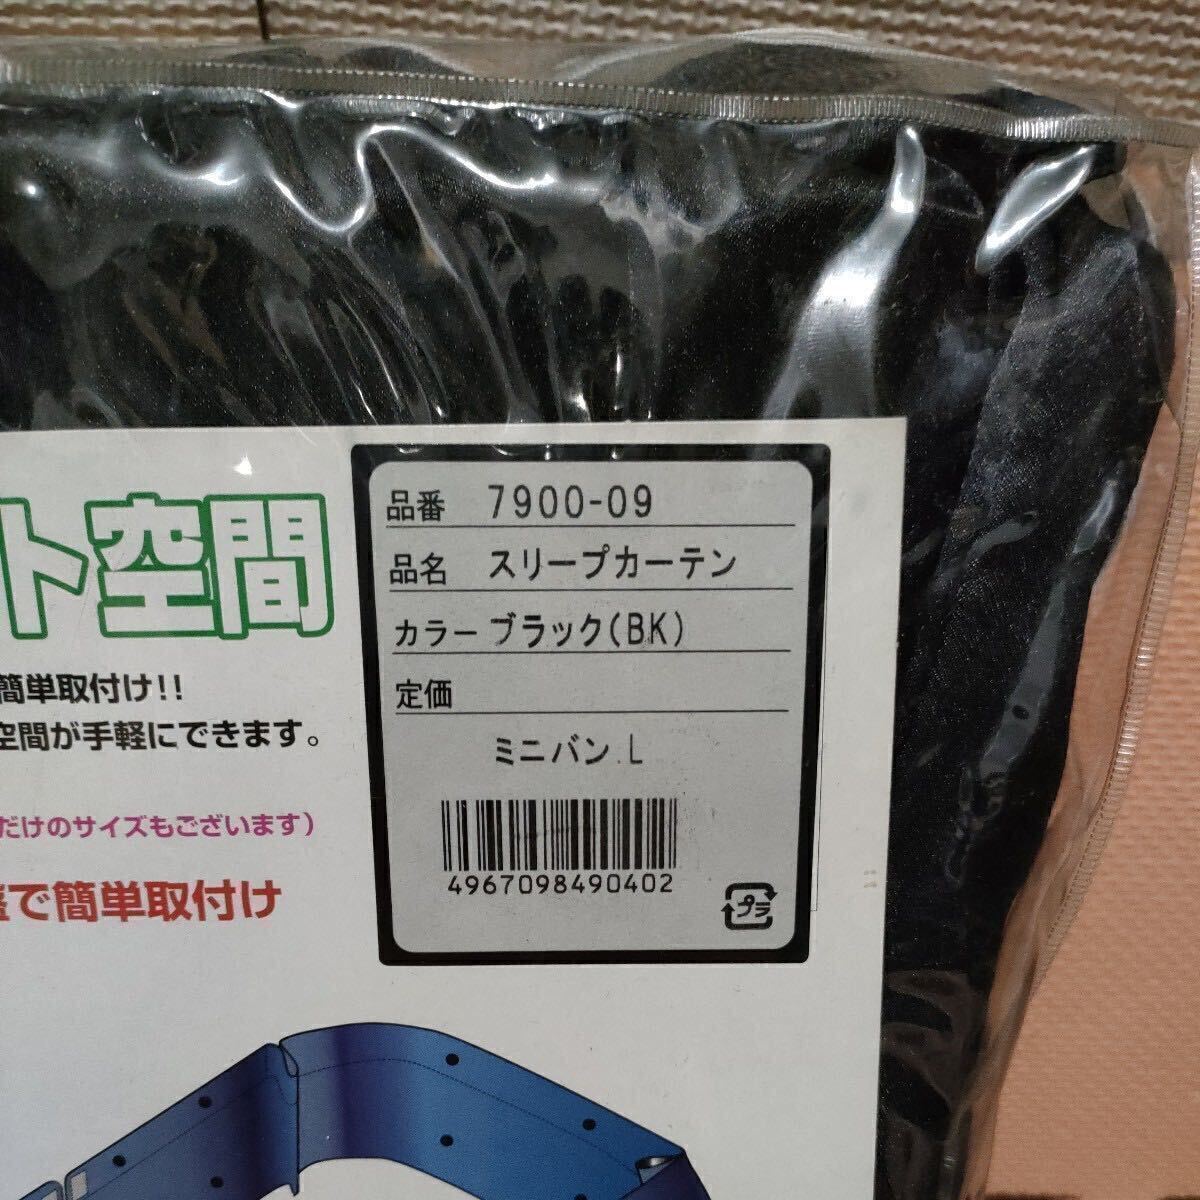 ト空間
簡単取付け!!
空間が手軽にできます。
だけのサイズもございます)
で簡単取付け
品番 7900-09
品名 スリープカーテン
カラー ブラック(BK)
定価
ミニバン.L
4967098490402
プラ